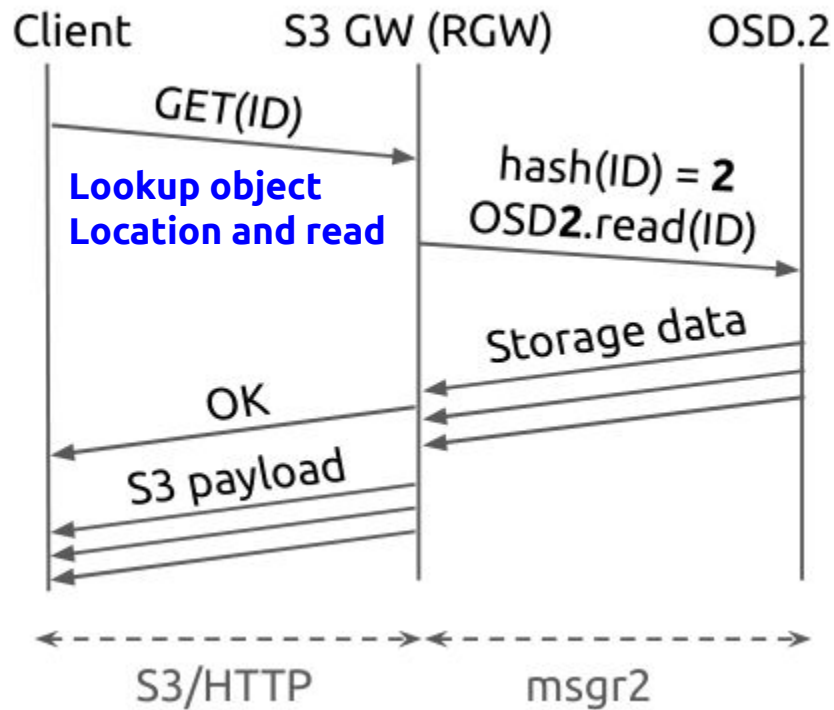 Client
S3 GW (RGW)
OSD.2
GET(ID)
Lookup object
Location and read
hash(ID) = 2
OSD2.read(ID)
Storage data
OK
S3 payload
S3/HTTP
msgr2